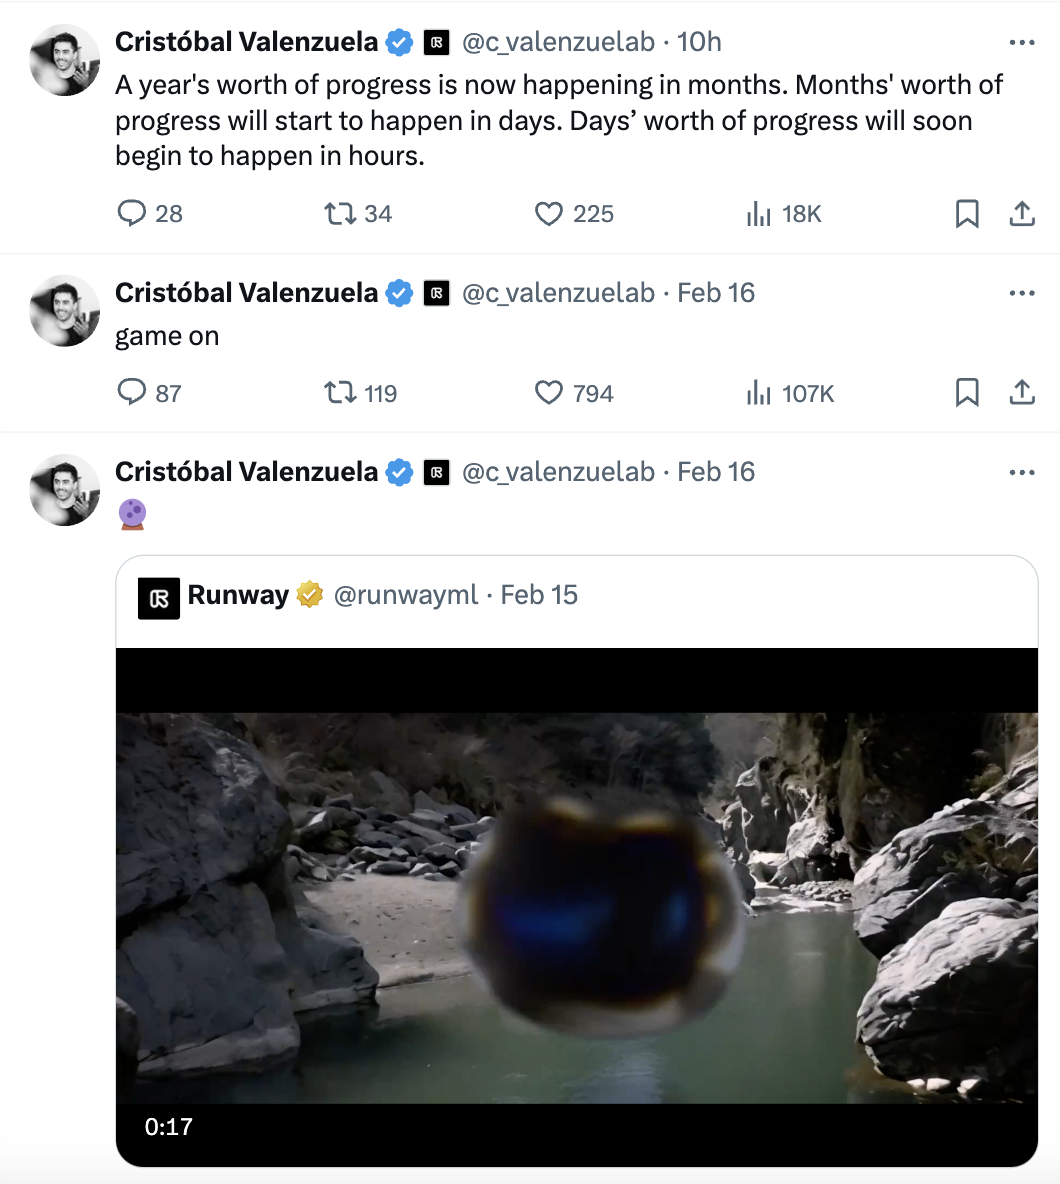 Cristóbal Valenzuela @c_valenzuelab · 10h
A year's worth of progress is now happening in months. Months' worth of
progress will start to happen in days. Days’ worth of progress will soon
begin to happen in hours.
28 34 225 18K
Cristóbal Valenzuela @c_valenzuelab · Feb 16
game on
87 119 794 107K
Cristóbal Valenzuela @c_valenzuelab · Feb 16
Runway @runwayml · Feb 15
0:17